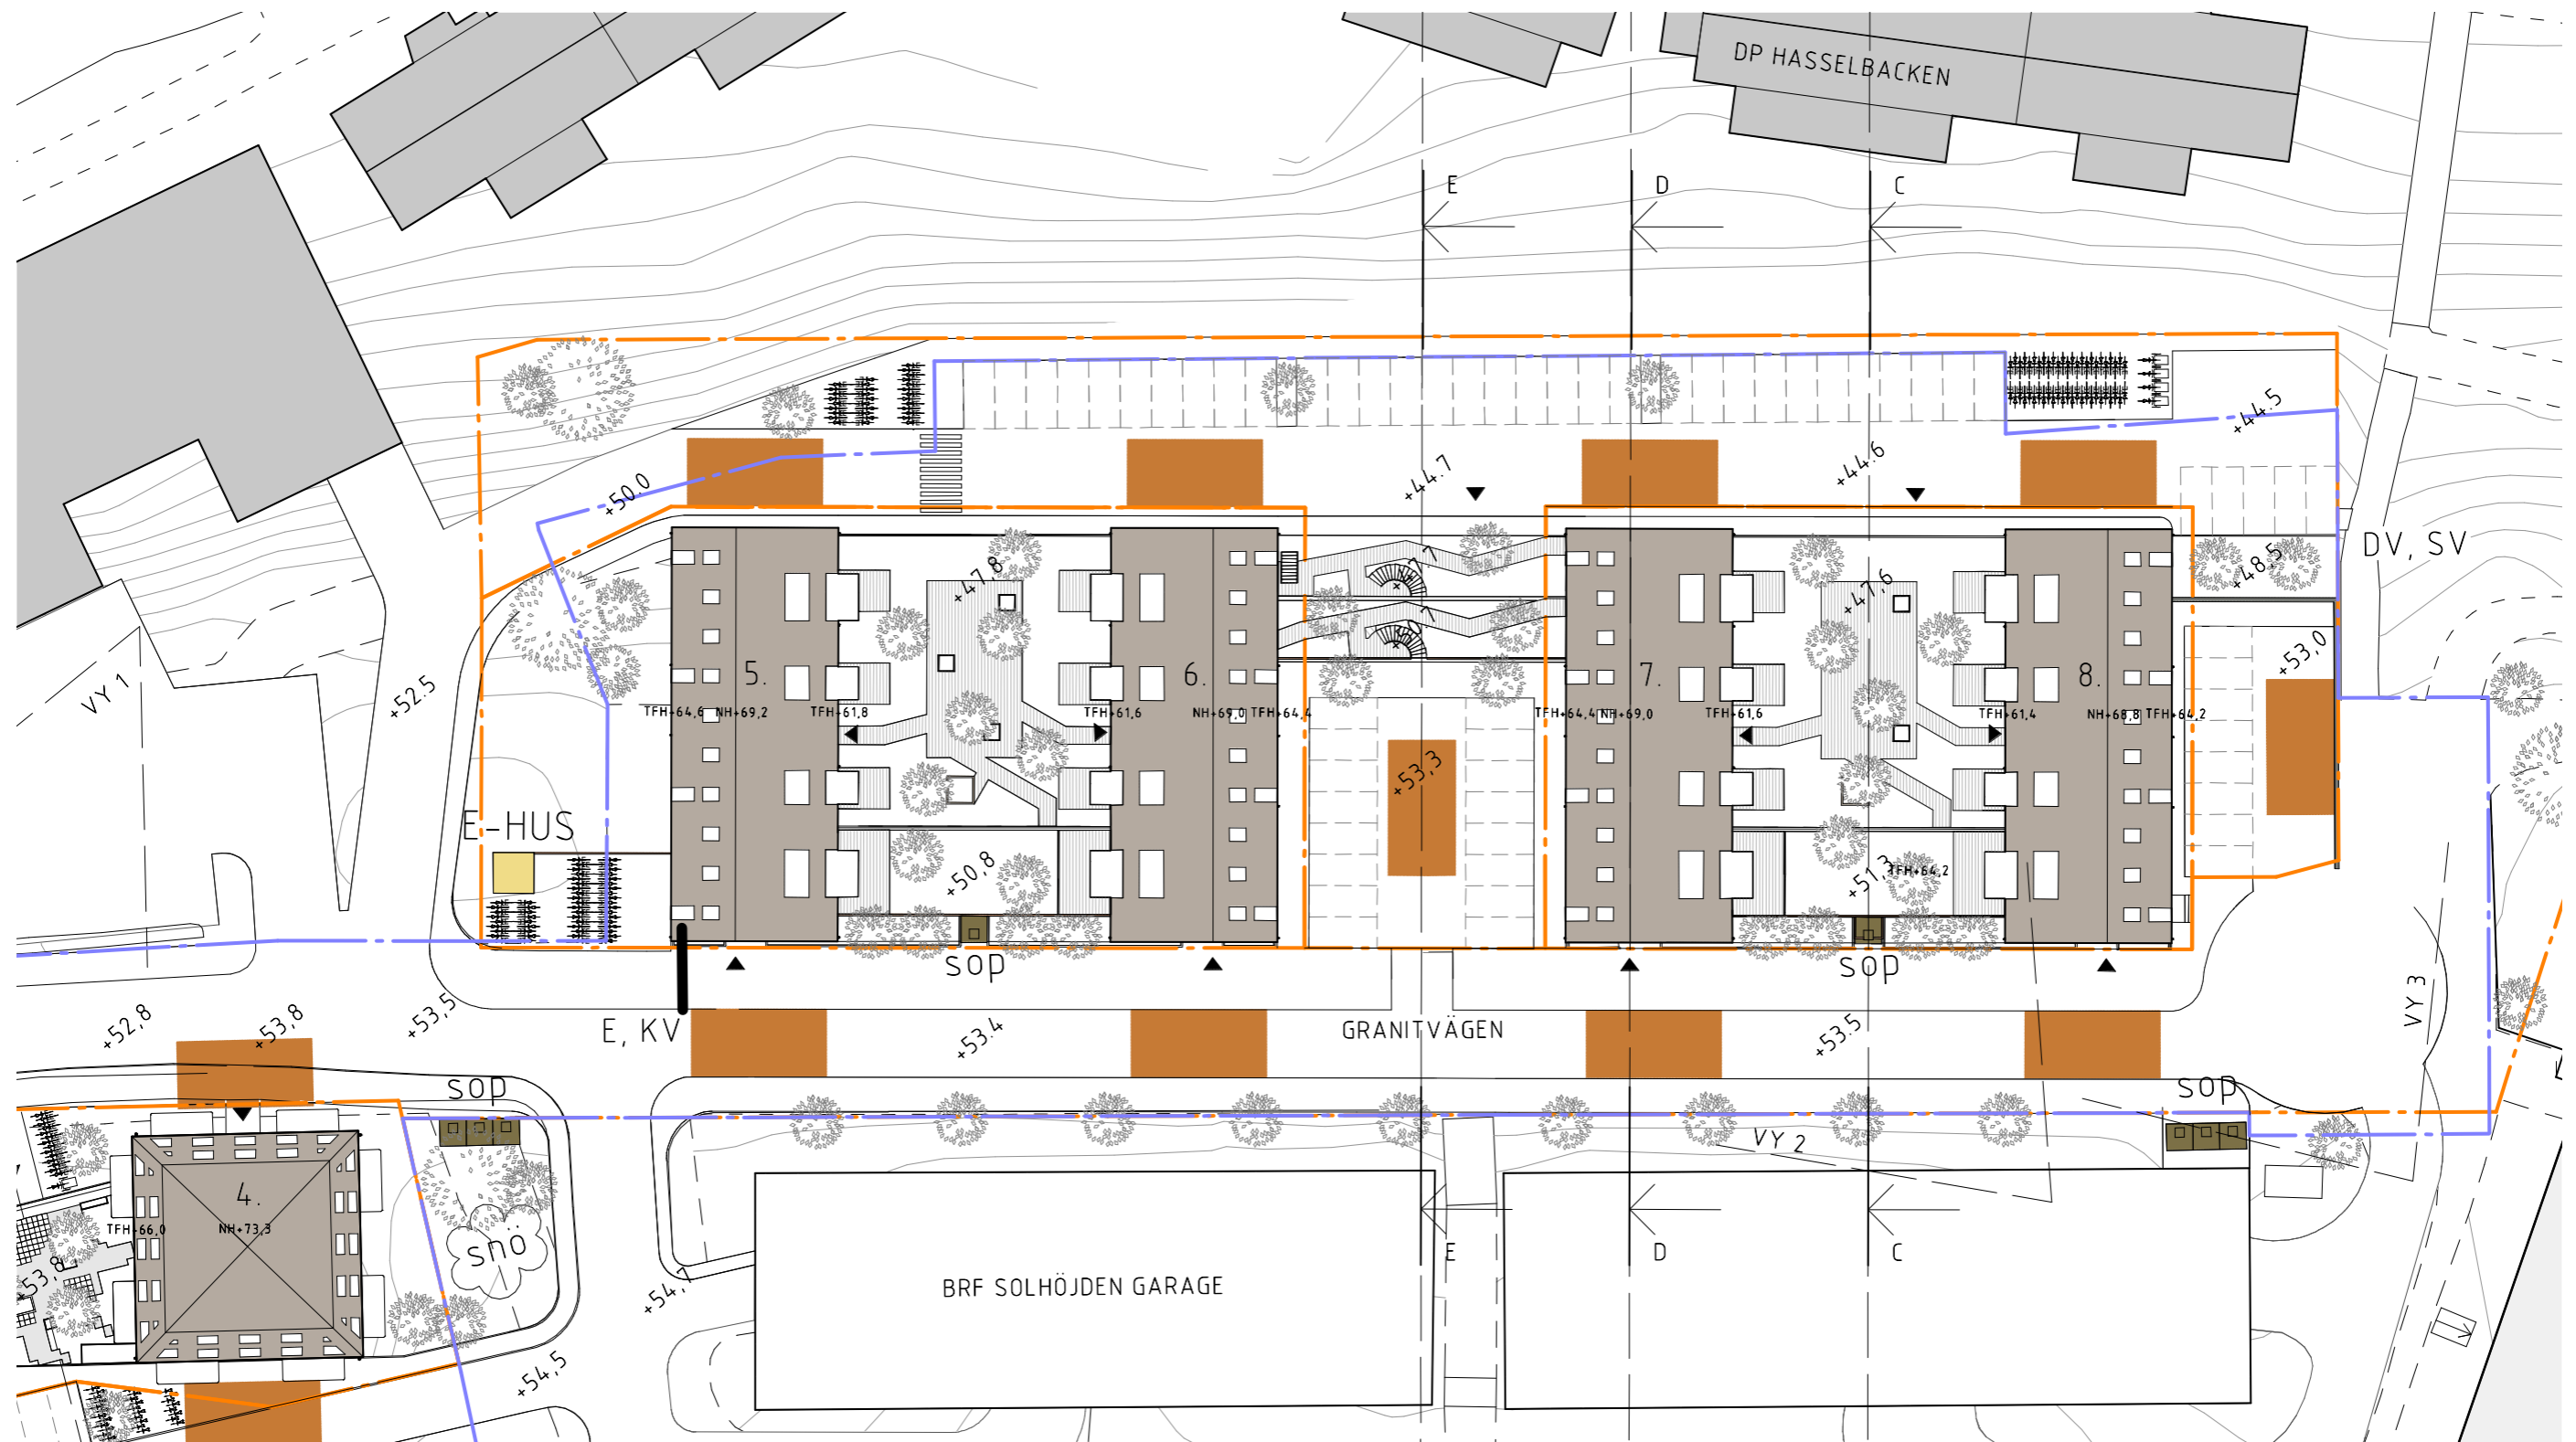 DP HASSELBACKEN
E
D
C
+44.5
+50.0
+44.7
+44.6
DV, SV
+47,8
+47,6
+48,5
+53,0
5.
6.
7.
8.
VY 1
+52,5
TFH+64,6
NH+69,2
TFH+61,8
TFH+61,6
NH+69,0
TFH+64,4
TFH+64,4
NH+69,0
TFH+61,6
TFH+61,4
NH+68,8
TFH+64,2
+53,3
E-HUS
+50,8
+51,3
TFH+64,2
sop
sop
VY 3
+52,8
+53,8
+53,5
E, KV
+53.4
GRANITVÄGEN
+53.5
sop
sop
VY 2
4.
TFH+66,0
NH+73,3
snö
+53,8
E
D
C
+54,7
BRF SOLHÖJDEN GARAGE
+54,5